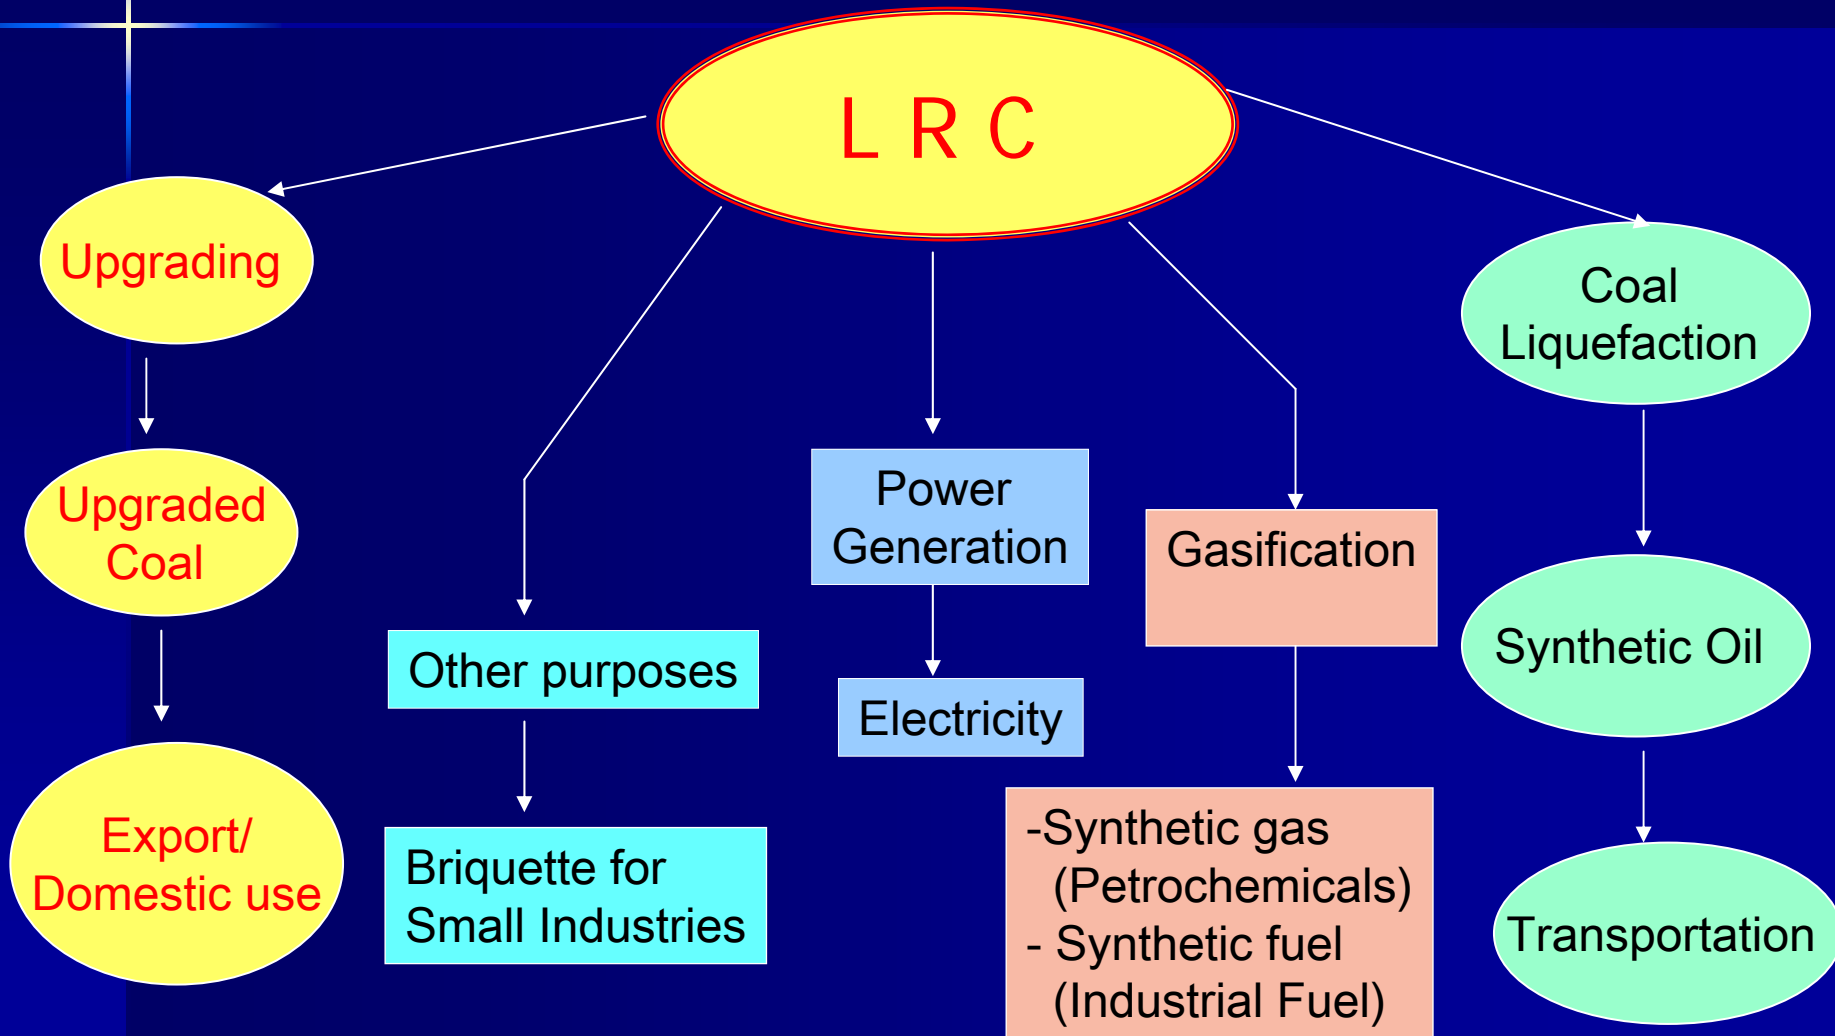 L R C
Upgrading
Upgraded
Coal
Export/
Domestic use
Other purposes
Briquette for
Small Industries
Power
Generation
Electricity
Gasification
-Synthetic gas
(Petrochemicals)
- Synthetic fuel
(Industrial Fuel)
Coal
Liquefaction
Synthetic Oil
Transportation